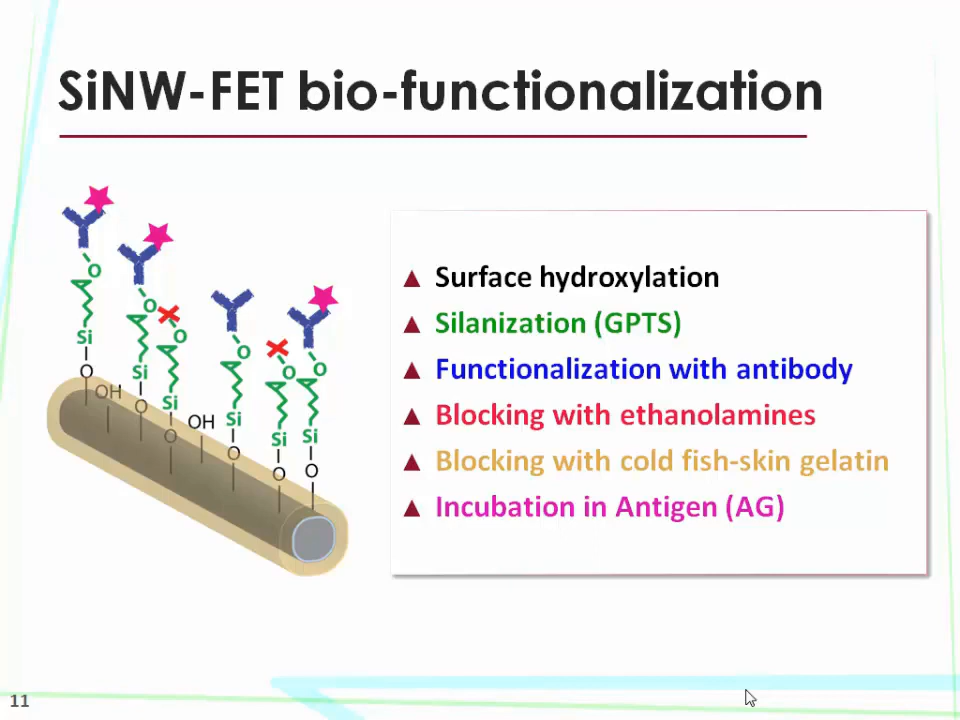 SiNW-FET bio-functionalization
Surface hydroxylation
Silanization (GPTS)
Functionalization with antibody
Blocking with ethanolamines
Blocking with cold fish-skin gelatin
Incubation in Antigen (AG)
O
Si
O
OH
O
Si
O
O
Si
O
OH
O
Si
O
O
Si
O
O
Si
O
11